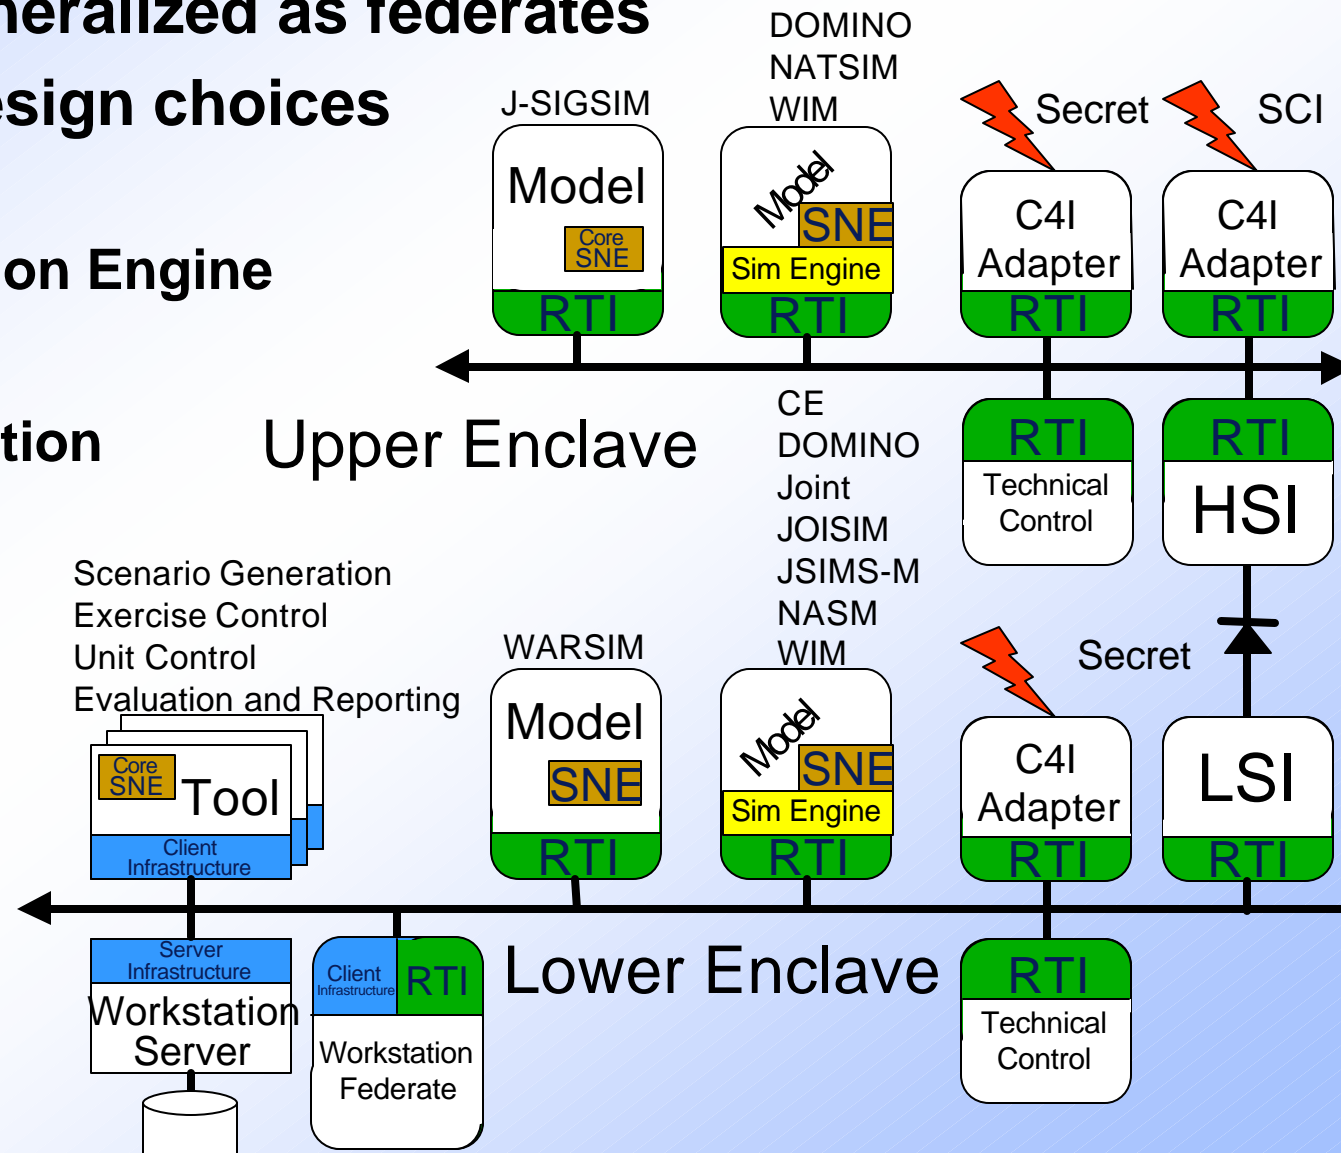 neralized as federates
esign choices
on Engine
tion
J-SIGSIM
Model
Core
SNE
RTI
DOMINO
NATSIM
WIM
Model
SNE
Sim Engine
RTI
Secret
C4I
Adapter
RTI
SCI
C4I
Adapter
RTI
Upper Enclave
RTI
Technical
Control
RTI
HSI
Scenario Generation
Exercise Control
Unit Control
Evaluation and Reporting
Core
SNE
Tool
Client
Infrastructure
WARSIM
Model
SNE
RTI
CE
DOMINO
Joint
JOISIM
JSIMS-M
NASM
WIM
Model
SNE
Sim Engine
RTI
Secret
C4I
Adapter
RTI
LSI
RTI
Server
Infrastructure
Workstation
Server
Client
Infrastructure
RTI
Workstation
Federate
Lower Enclave
RTI
Technical
Control